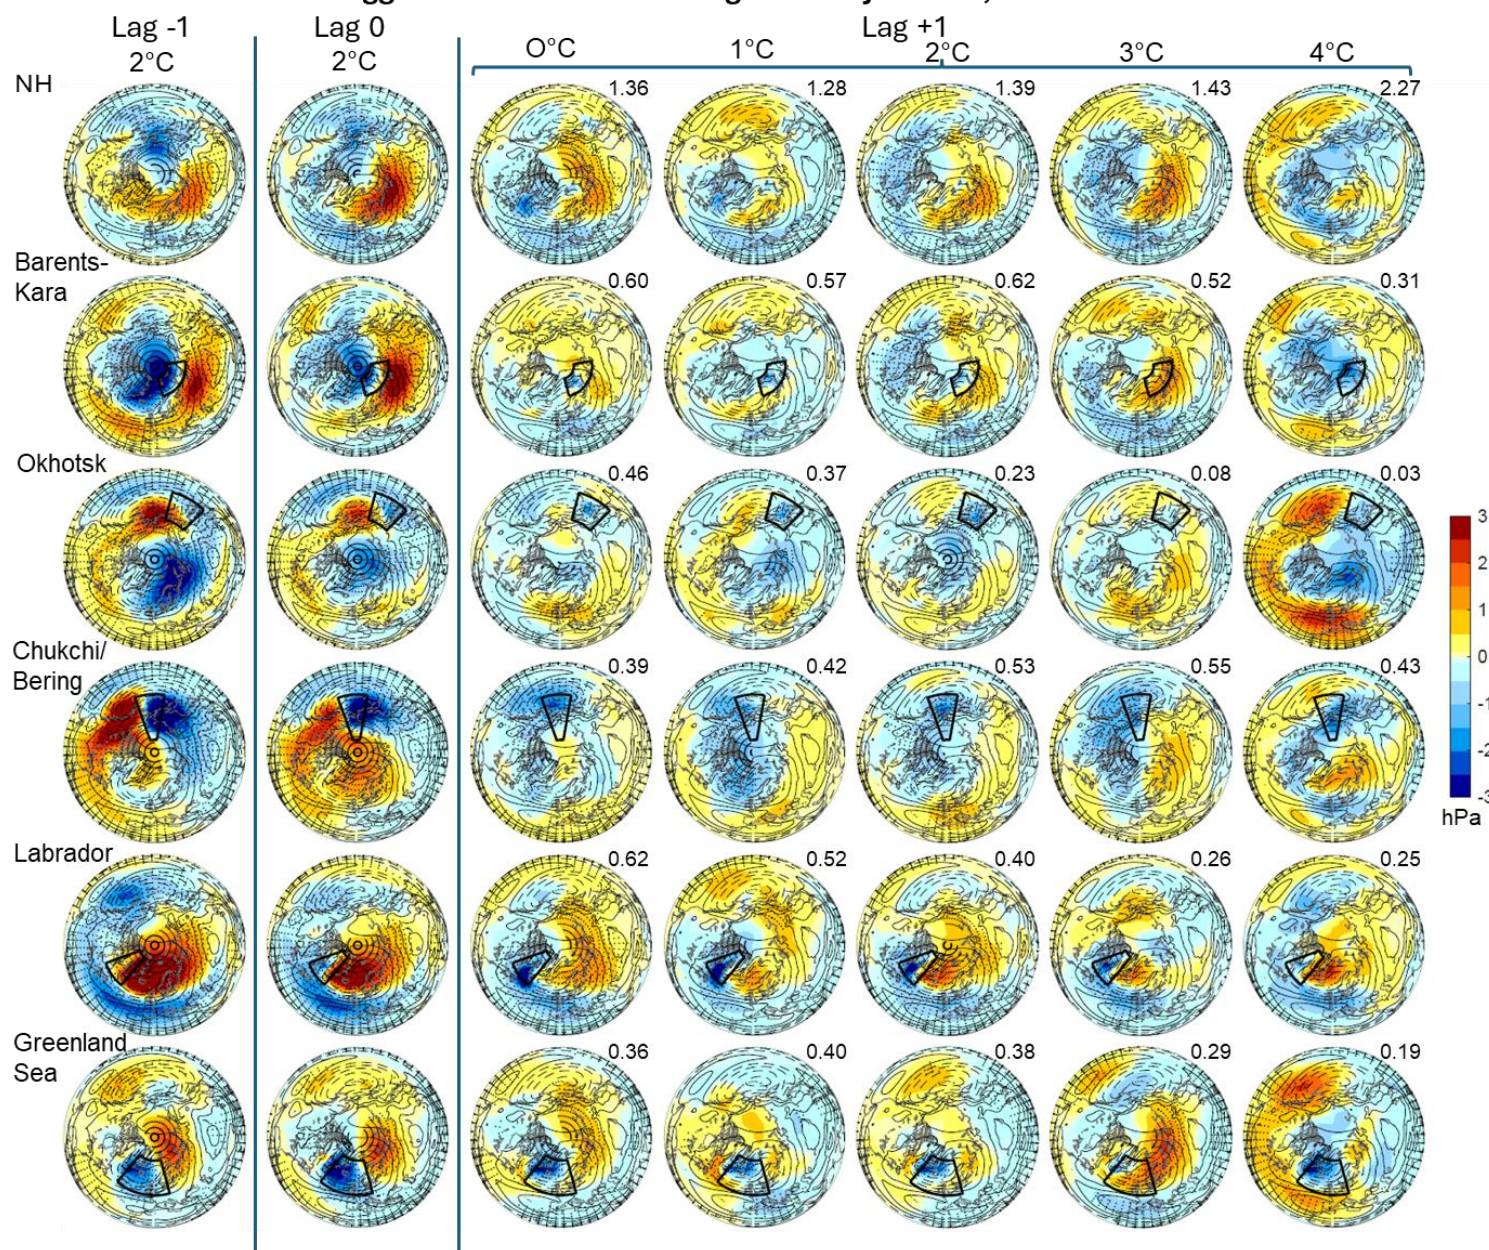 Lag -1 Lag 0 Lag +1
2°C 2°C O°C 1°C 2°C 3°C 4°C
NH
1.36 1.28 1.39 1.43 2.27
Barents-
Kara
0.60 0.57 0.62 0.52 0.31
Okhotsk
0.46 0.37 0.23 0.08 0.03
Chukchi/
Bering
0.39 0.42 0.53 0.55 0.43
Labrador
0.62 0.52 0.40 0.26 0.25
Greenland
Sea
0.36 0.40 0.38 0.29 0.19
3
2
1
0
-1
-2
-3
hPa